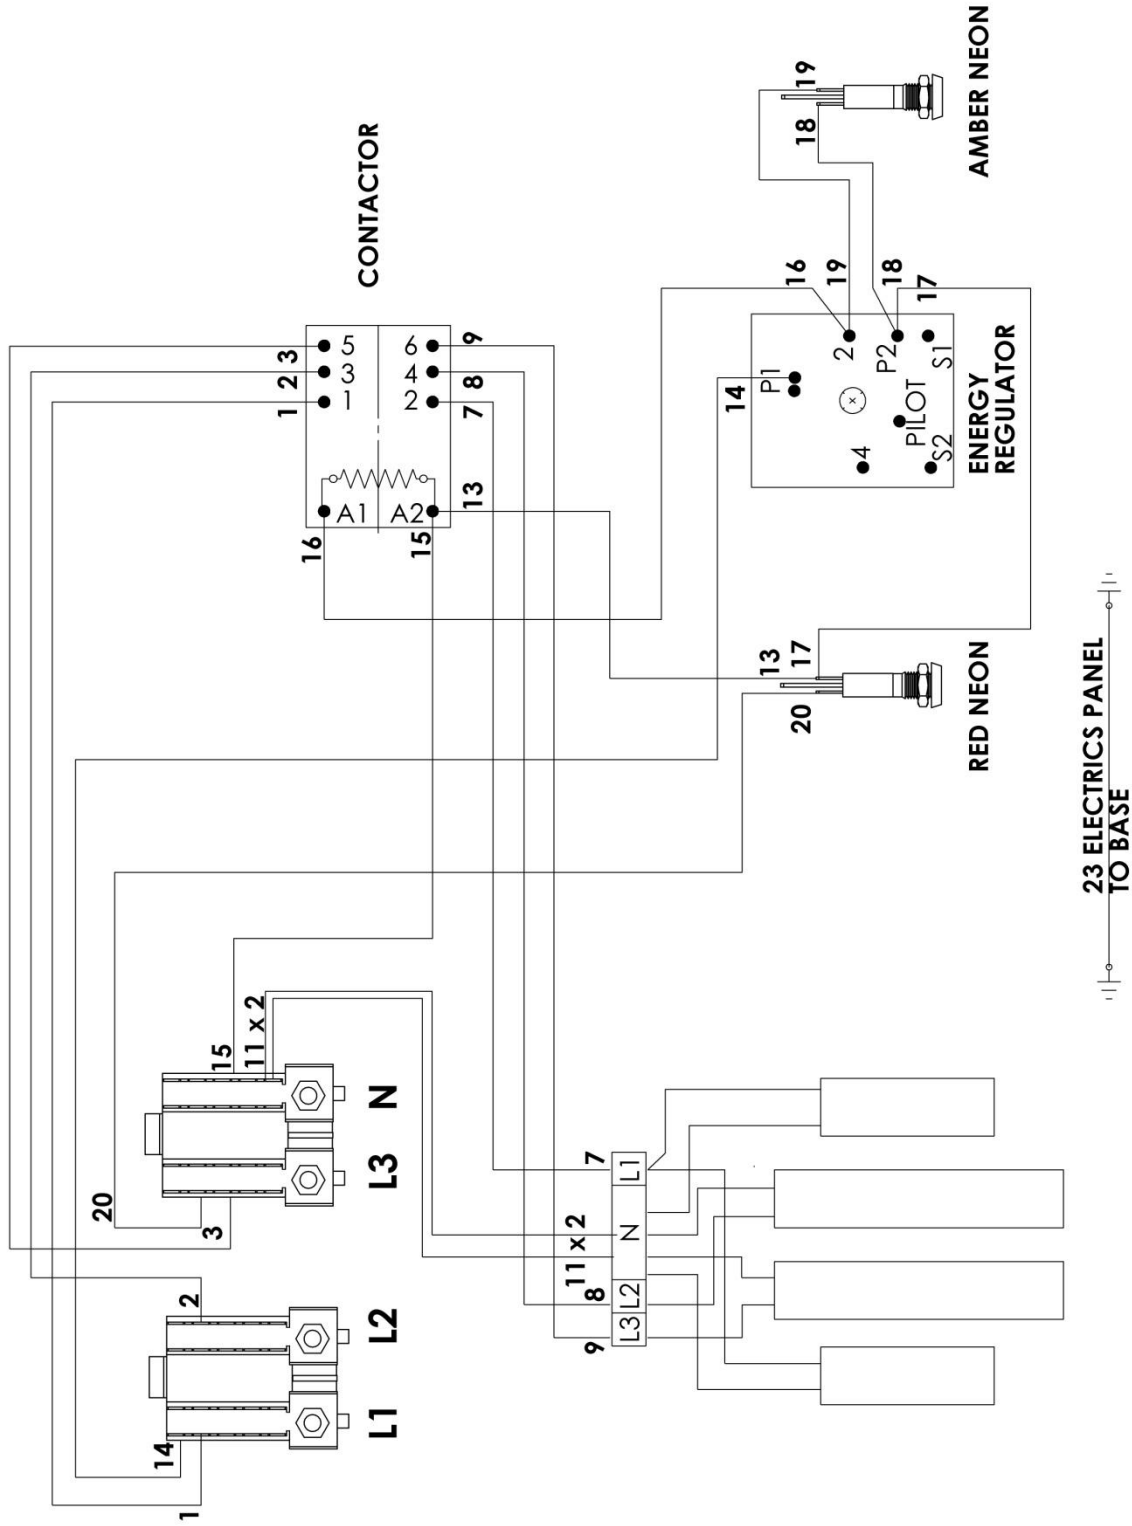 AMBER NEON
19
18
CONTACTOR
16
19
18
17
3
2
1
5
3
1
6
4
2
9
8
7
14
P1
2
P2
S1
4
PILOT
S2
ENERGY
REGULATOR
A1
A2
16
15
13
13
17
20
RED NEON
23 ELECTRICS PANEL
TO BASE
15
11 x 2
N
L3
20
3
7
11 x 2
8
9
L1
N
L2
L3
2
L2
L1
14
1